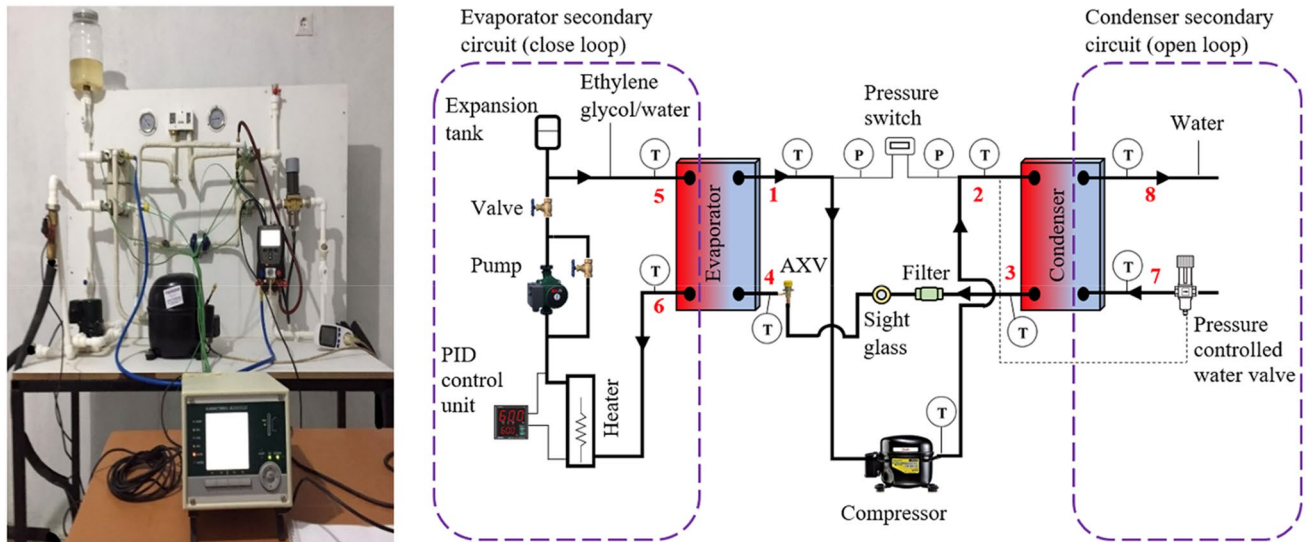 Evaporator secondary
circuit (close loop)
Condenser secondary
circuit (open loop)
Ethylene
glycol/water
Expansion
tank
Pressure
switch
Water
T
T
P
P
T
T
5
1
2
8
Valve
Evaporator
Condenser
Pump
T
6
4
T
AXV
Filter
Sight
glass
3
T
T
7
Pressure
controlled
water valve
PID
control
unit
Heater
T
Compressor